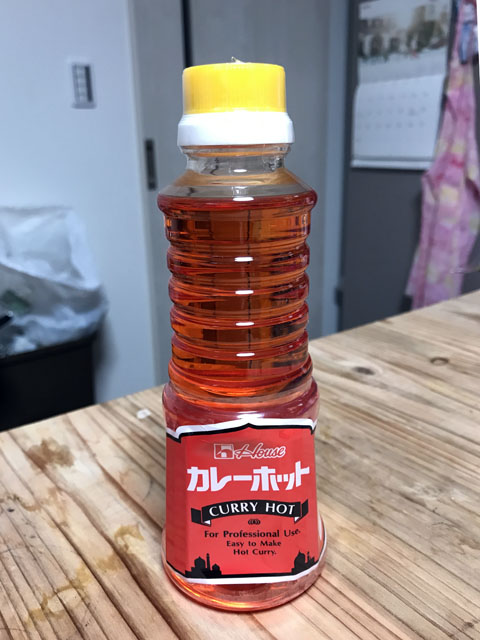 House
カレーホット
CURRY HOT
For Professional Use.
Easy to Make
Hot Curry.